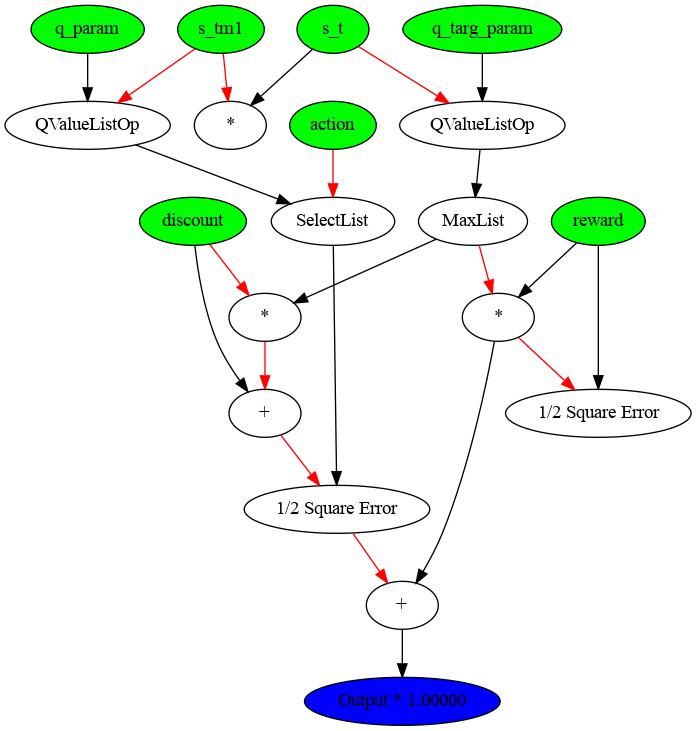 q_param
s_tm1
s_t
q_targ_param
QValueListOp
*
action
QValueListOp
discount
SelectList
MaxList
reward
*
*
+
1/2 Square Error
1/2 Square Error
+
Output * 1.00000